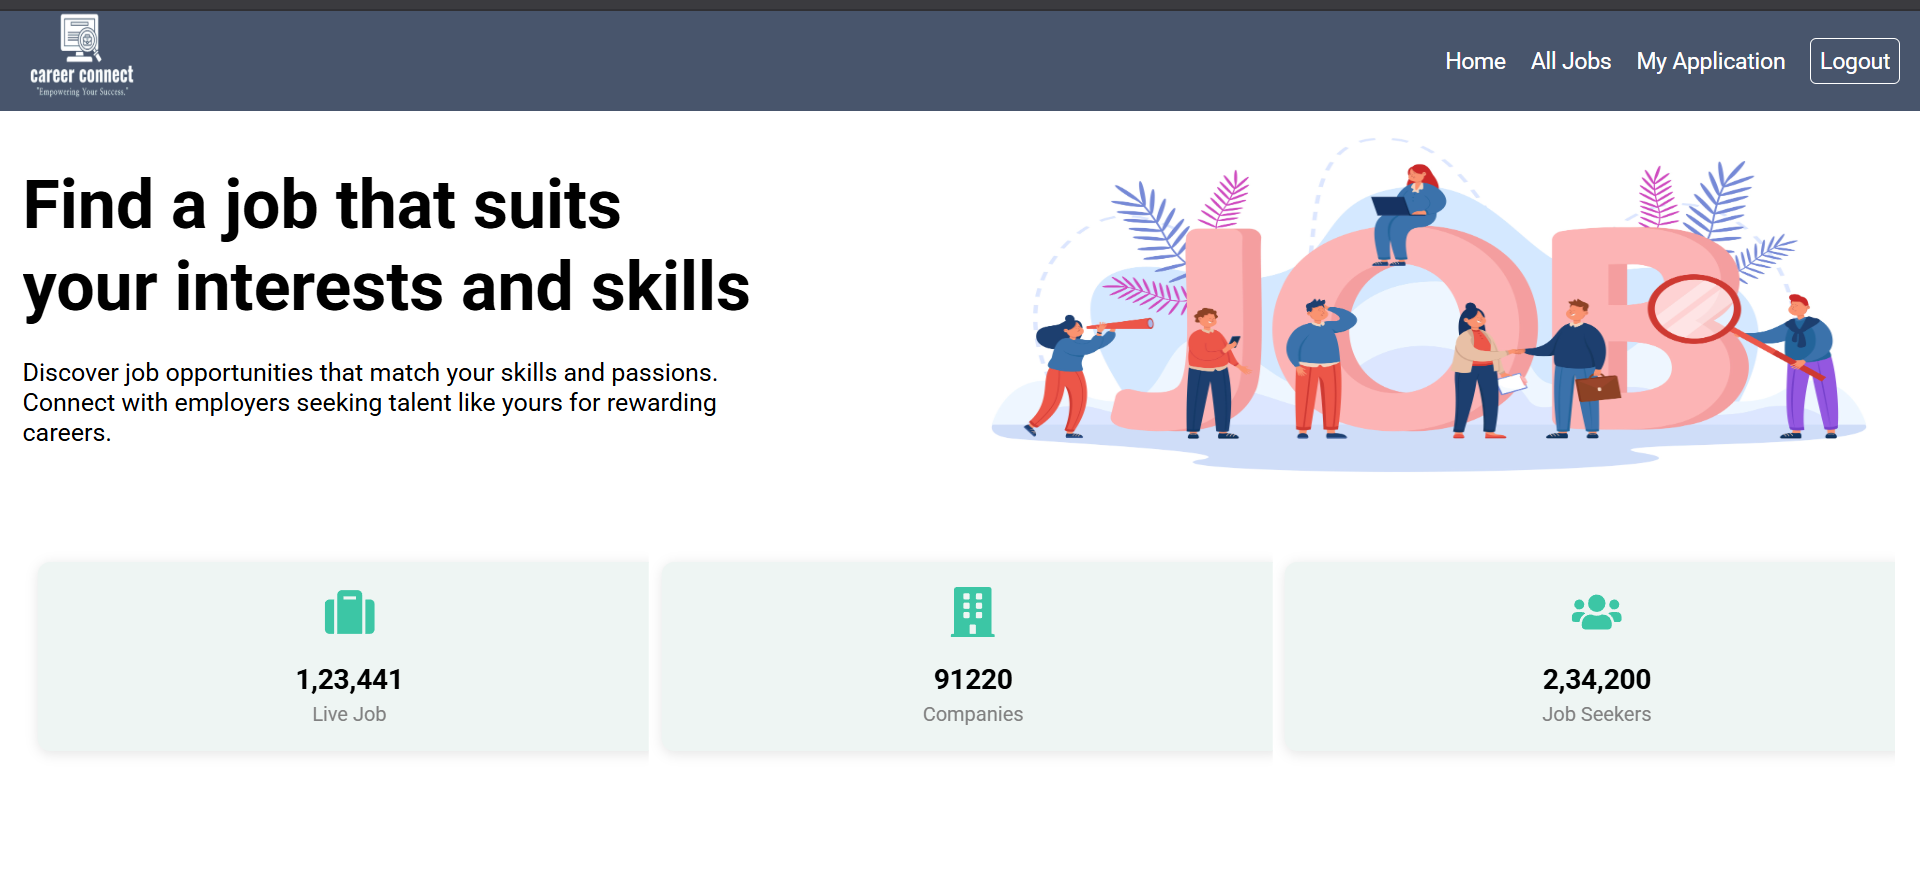 career connect
"Empowering Your Success."
Home All Jobs My Application Logout
Find a job that suits
your interests and skills
Discover job opportunities that match your skills and passions.
Connect with employers seeking talent like yours for rewarding
careers.
JOB
1,23,441
Live Job
91220
Companies
2,34,200
Job Seekers